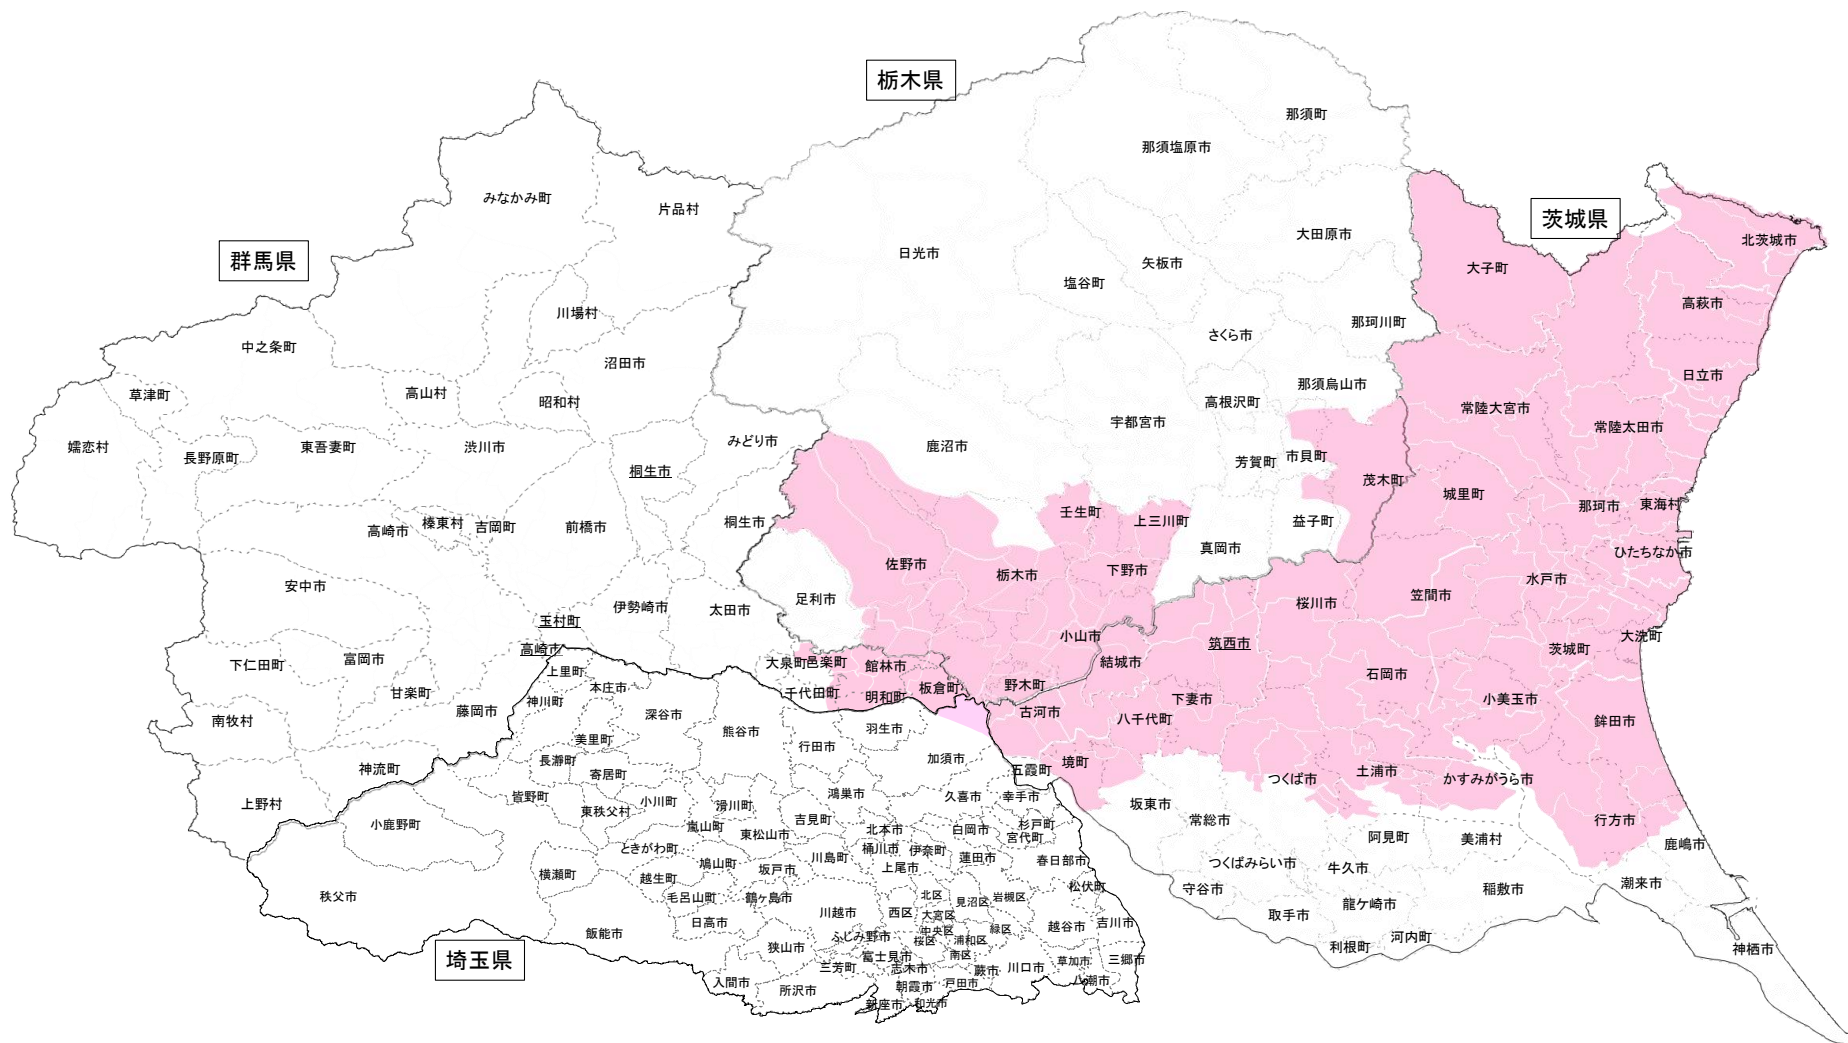 栃木県
那須町
那須塩原市
茨城県
みなかみ町
片品村
大田原市
北茨城市
日光市
群馬県
矢板市
大子町
塩谷町
高萩市
川場村
那珂川町
さくら市
中之条町
沼田市
日立市
那須烏山市
草津町
高山村
昭和村
高根沢町
常陸大宮市
宇都宮市
常陸太田市
みどり市
嬬恋村
東吾妻町
渋川市
鹿沼市
長野原町
市貝町
芳賀町
桐生市
茂木町
城里町
那珂市
東海村
壬生町
榛東村
吉岡町
前橋市
桐生市
上三川町
益子町
高崎市
真岡市
ひたちなか市
佐野市
下野市
栃木市
水戸市
安中市
笠間市
足利市
桜川市
伊勢崎市
太田市
玉村町
小山市
大洗町
筑西市
高崎市
茨城町
富岡市
大泉町
邑楽町
結城市
下仁田町
館林市
上里町
石岡市
野木町
本庄市
板倉町
甘楽町
千代田町
明和町
下妻市
小美玉市
神川町
藤岡市
古河市
深谷市
八千代町
南牧村
鉾田市
羽生市
熊谷市
美里町
行田市
加須市
長瀞町
境町
神流町
五霞町
土浦市
寄居町
つくば市
かすみがうら市
鴻巣市
久喜市
幸手市
皆野町
小川町
上野村
坂東市
滑川町
東秩父村
吉見町
常総市
行方市
小鹿野町
杉戸町
嵐山町
北本市
白岡市
東松山市
宮代町
阿見町
美浦村
鹿嶋市
ときがわ町
桶川市
伊奈町
川島町
蓮田市
春日部市
鳩山町
つくばみらい市
上尾市
坂戸市
牛久市
横瀬町
越生町
潮来市
松伏町
守谷市
稲敷市
秩父市
毛呂山町
鶴ヶ島市
北区
岩槻区
見沼区
龍ケ崎市
川越市
西区
大宮区
取手市
日高市
吉川市
越谷市
中央区
緑区
飯能市
ふじみ野市
桜区
浦和区
河内町
狭山市
利根町
神栖市
富士見市
南区
埼玉県
草加市
三郷市
三芳町
志木市
蕨市
川口市
入間市
戸田市
八潮市
所沢市
朝霞市
新座市
和光市